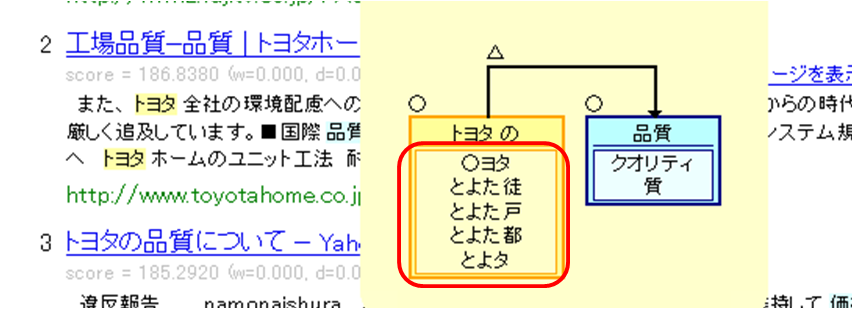 2 工場品質–品質 | トヨタホー
score = 186.8380 (w=0.000, d=0.0
ージを表示
また、トヨタ 全社の環境配慮への
からの時代
厳しく追及しています。■国際 品質
システム規
へ トヨタ ホームのユニット工法 耐
http://www.toyotahome.co.jp
3 トヨタの品質について – Yah
score = 185.2920 (w=0.000, d=0.0
違反報告 namonaishura
持して 価
△
○
○
トヨタ の
○ヨタ
とよた 徒
とよた 戸
とよた 都
とよタ
品質
クオリティ
質